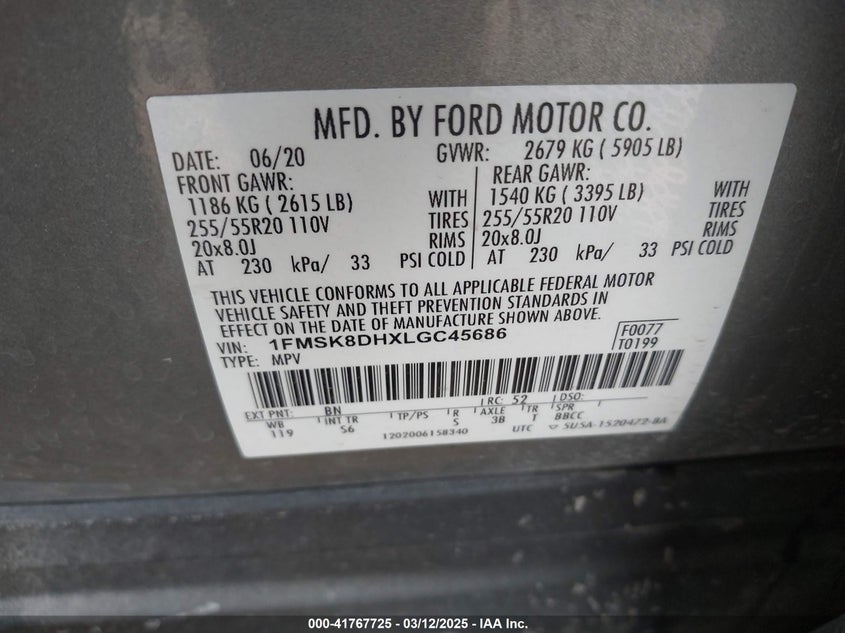 MFD. BY FORD MOTOR CO.
DATE: 06/20 GVWR: 2679 KG ( 5905 LB)
FRONT GAWR: REAR GAWR:
1186 KG ( 2615 LB) WITH 1540 KG ( 3395 LB) WITH
255/55R20 110V TIRES 255/55R20 110V TIRES
20x8.0J RIMS 20x8.0J RIMS
AT 230 kPa/ 33 PSI COLD AT 230 kPa/ 33 PSI COLD
THIS VEHICLE CONFORMS TO ALL APPLICABLE FEDERAL MOTOR
VEHICLE SAFETY AND THEFT PREVENTION STANDARDS IN
EFFECT ON THE DATE OF MANUFACTURE SHOWN ABOVE.
VIN: 1FMSK8DHXLGC45686 F0077
TYPE: MPV T0199
EXT PNT: BN RC: 52 DSO:
WB INT TR TP/PS R AXLE TR SPR
119 S6 S 3B T BBCC
1202006158340 UTC SU5A-1520472-BA
000-41767725 - 03/12/2025 - IAA Inc.